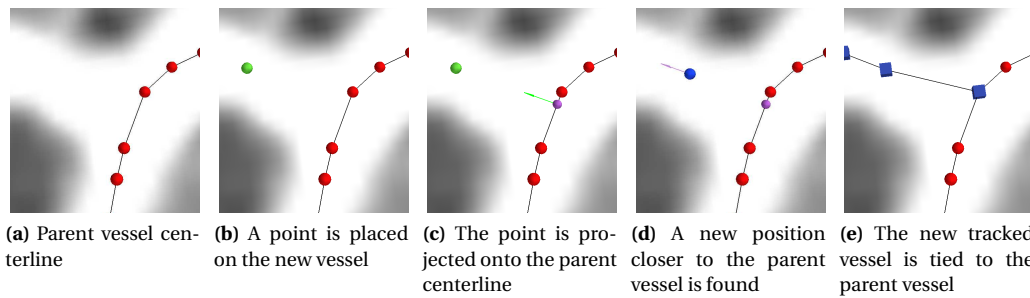 (a) Parent vessel cen-
terline
(b) A point is placed
on the new vessel
(c) The point is pro-
jected onto the parent
centerline
(d) A new position
closer to the parent
vessel is found
(e) The new tracked
vessel is tied to the
parent vessel